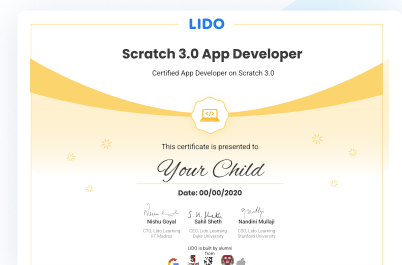 LIDO
Scratch 3.0 App Developer
Certified App Developer on Scratch 3.0
</>
This certificate is presented to
Your Child
Date: 00/00/2020
Nishu Goyal Sahil Sheth Nandini Mullaji
CTO, Lido Learning CEO, Lido Learning COO, Lido Learning
IIT Madras Duke University Stanford University
LIDO is built by alumni
from